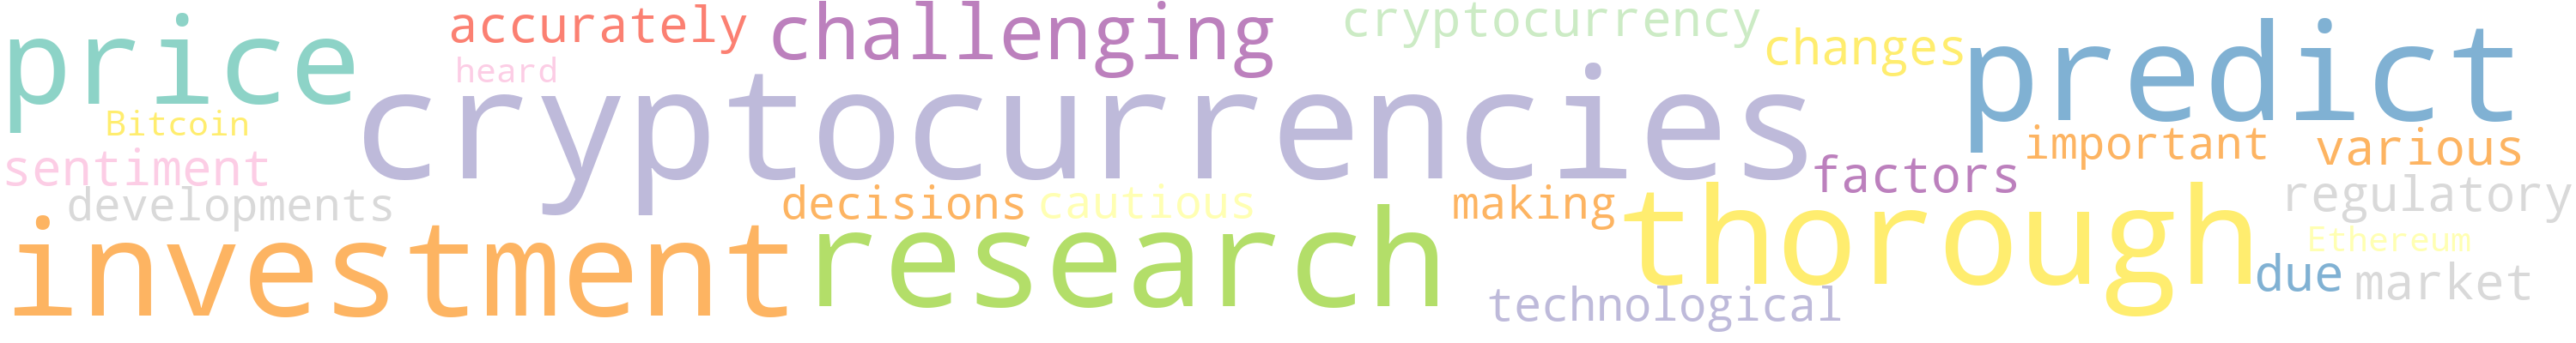 price
accurately
challenging
cryptocurrency
changes
predict
heard
cryptocurrencies
Bitcoin
important
various
sentiment
factors
developments
decisions
cautious
making
thorough
regulatory
investment
research
Ethereum
due
market
technological